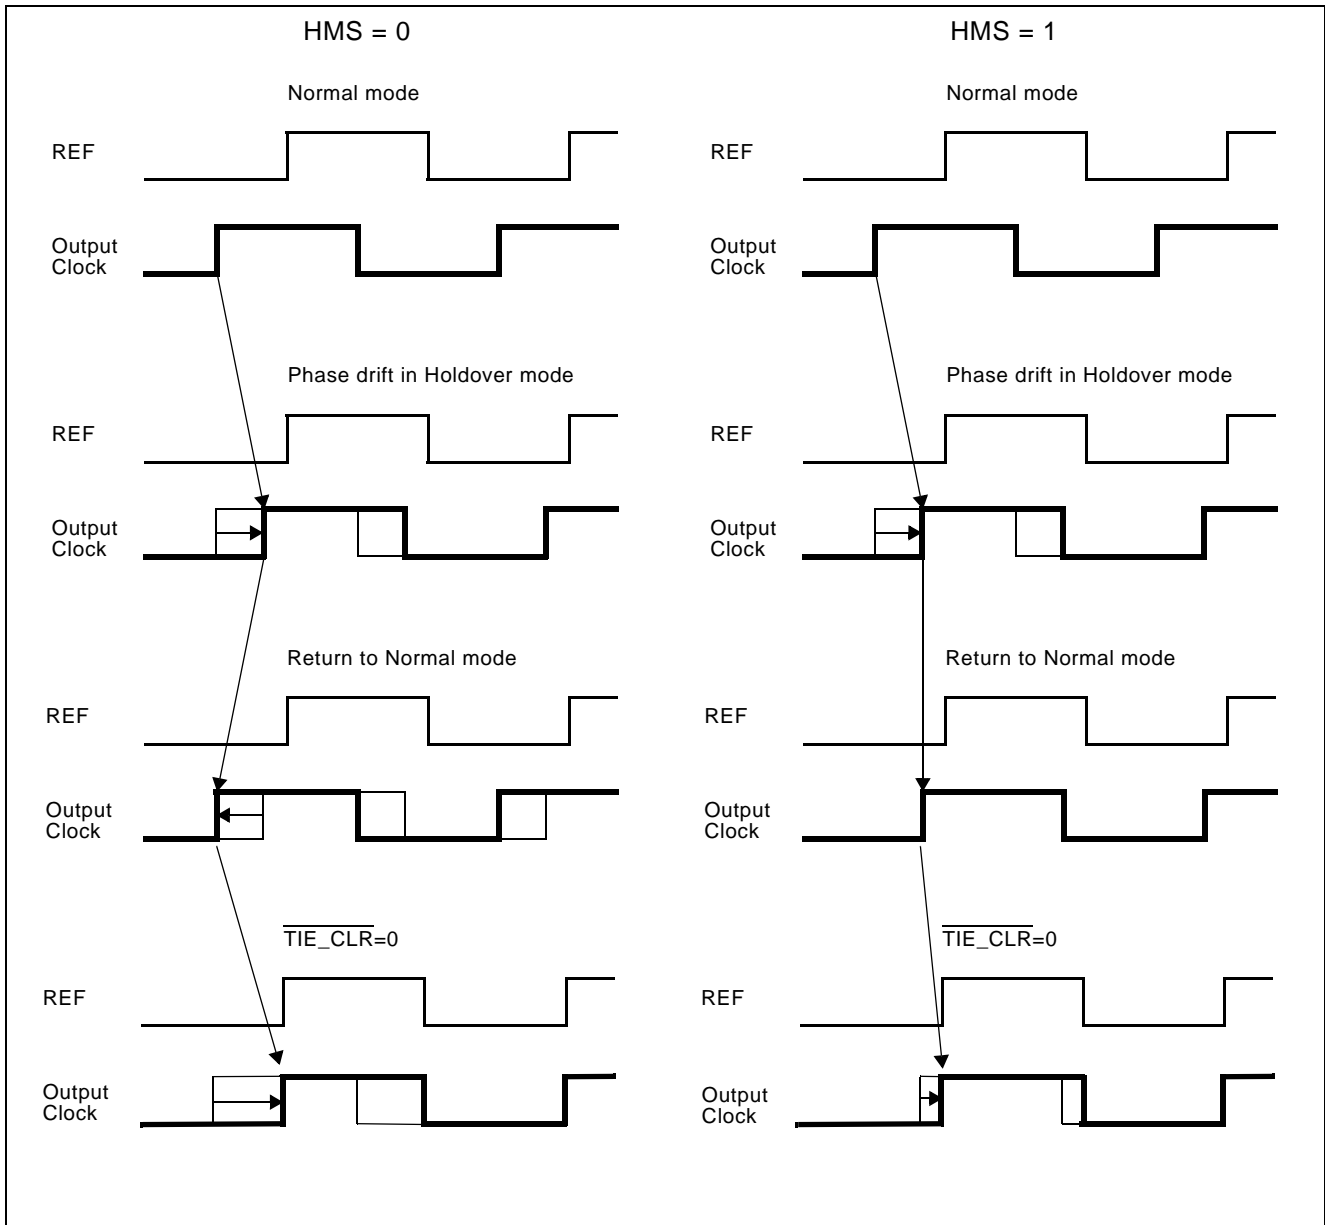 HMS = 0
Normal mode
REF
Output
Clock
Phase drift in Holdover mode
REF
Output
Clock
Return to Normal mode
REF
Output
Clock
TIE_CLR=0
REF
Output
Clock
HMS = 1
Normal mode
REF
Output
Clock
Phase drift in Holdover mode
REF
Output
Clock
Return to Normal mode
REF
Output
Clock
TIE_CLR=0
REF
Output
Clock